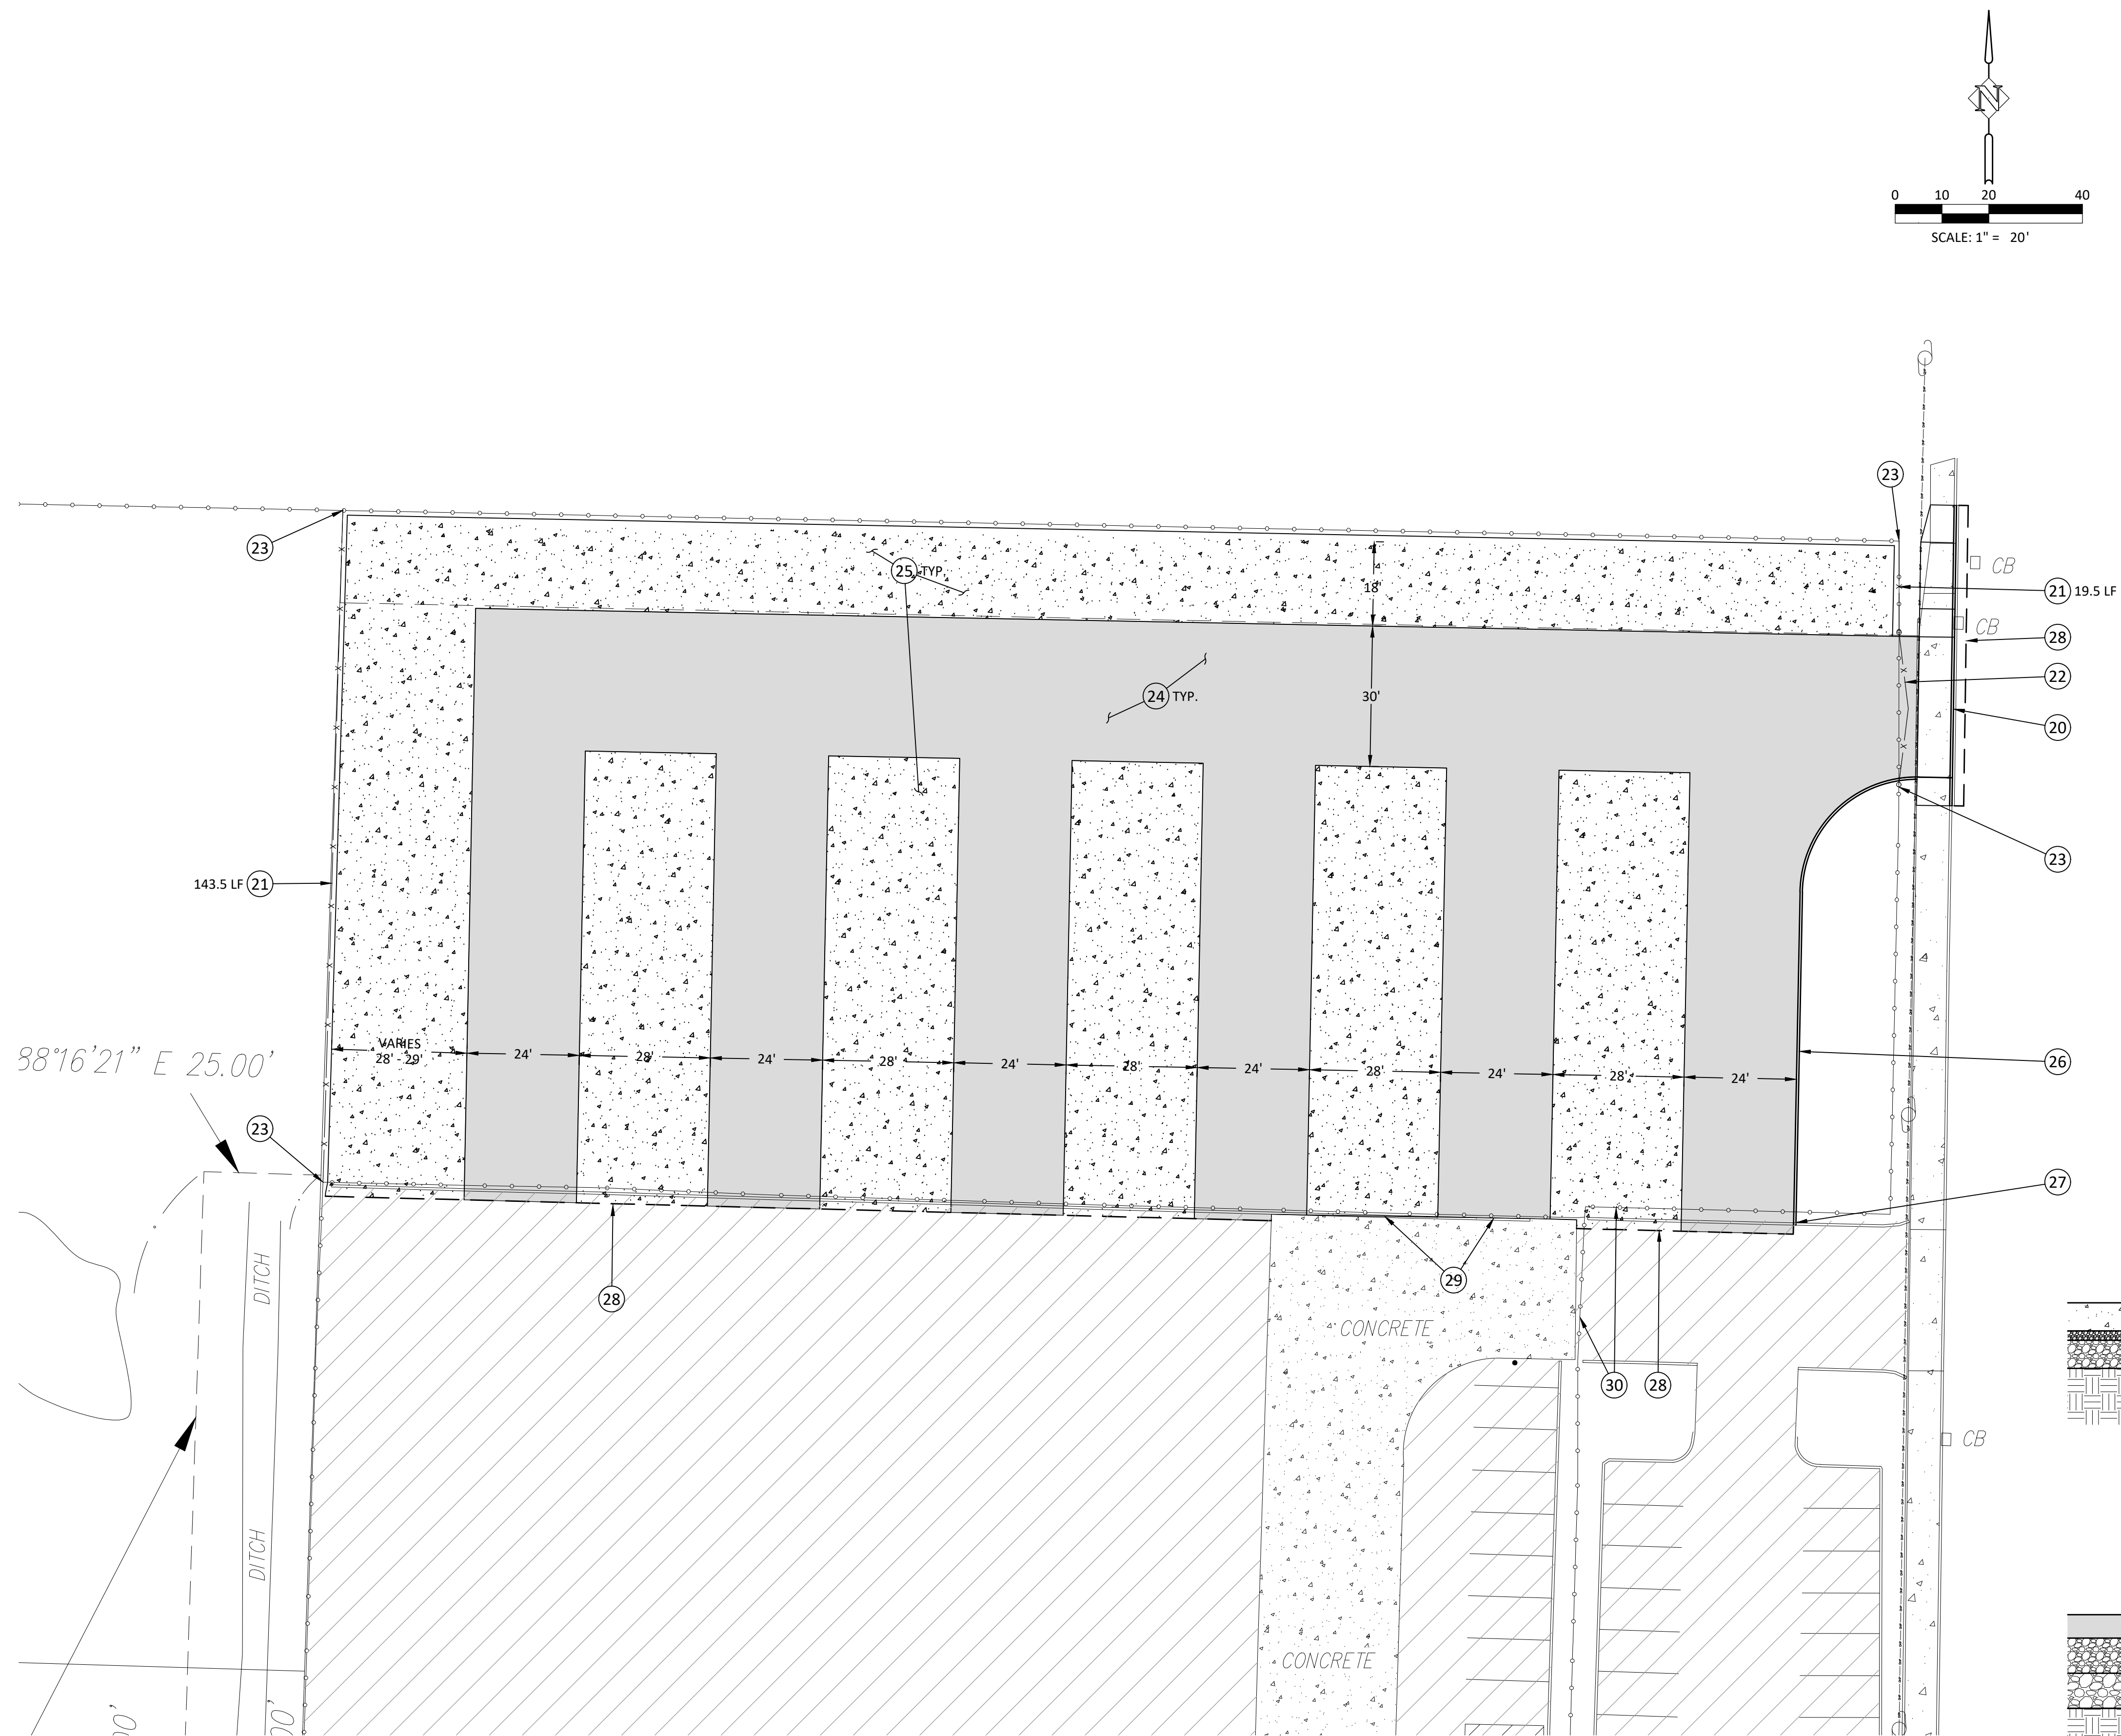 N
0 10 20 40
SCALE: 1" = 20'
23
23
25 TYP.
18'
CB
21 19.5 LF
CB
28
22
24 TYP.
30'
20
23
143.5 LF 21
VARIES
28' 29'
24'
28'
24'
28'
24'
28'
24'
28'
24'
28'
24'
26
88°16'21" E 25.00'
23
27
DITCH
28
29
CONCRETE
30
28
CB
DITCH
CONCRETE
00'
00'